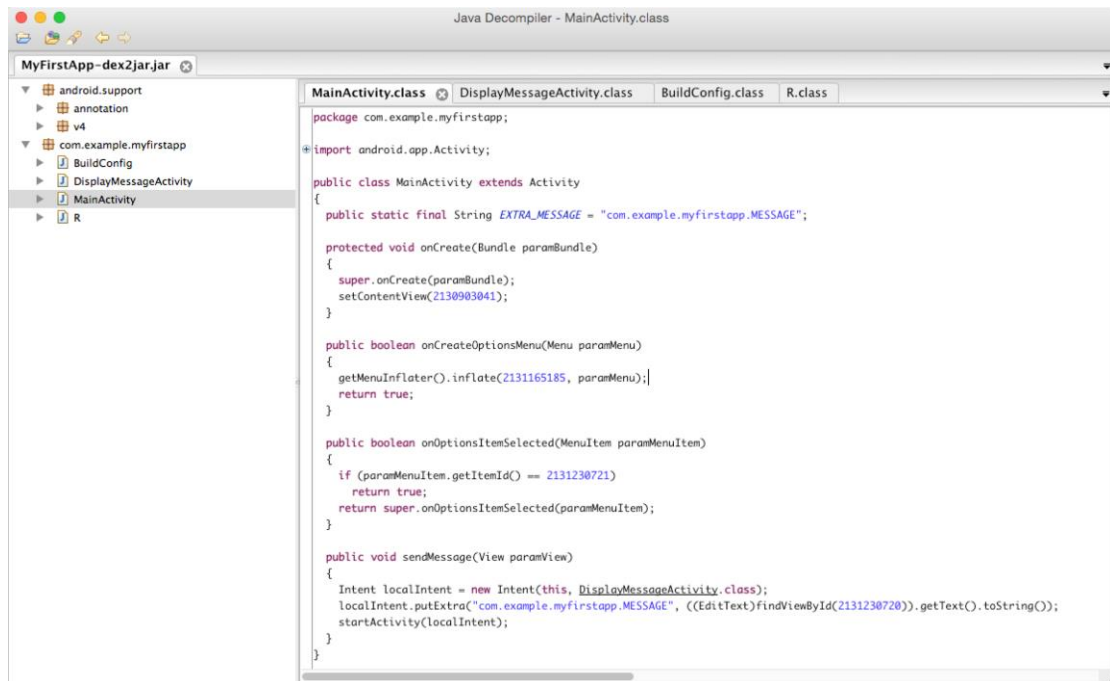 Java Decompiler - MainActivity.class
MyFirstApp-dex2jar.jar
android.support
annotation
v4
com.example.myfirstapp
BuildConfig
DisplayMessageActivity
MainActivity
R
MainActivity.class DisplayMessageActivity.class BuildConfig.class R.class
package com.example.myfirstapp;
import android.app.Activity;
public class MainActivity extends Activity
{
public static final String EXTRA_MESSAGE = "com.example.myfirstapp.MESSAGE";
protected void onCreate(Bundle paramBundle)
{
super.onCreate(paramBundle);
setContentView(2130903041);
}
public boolean onCreateOptionsMenu(Menu paramMenu)
{
getMenuInflater().inflate(2131165185, paramMenu);
return true;
}
public boolean onOptionsItemSelected(MenuItem paramMenuItem)
{
if (paramMenuItem.getItemId() == 2131230721)
return true;
return super.onOptionsItemSelected(paramMenuItem);
}
public void sendMessage(View paramView)
{
Intent localIntent = new Intent(this, DisplayMessageActivity.class);
localIntent.putExtra("com.example.myfirstapp.MESSAGE", ((EditText)findViewById(2131230720)).getText().toString());
startActivity(localIntent);
}
}